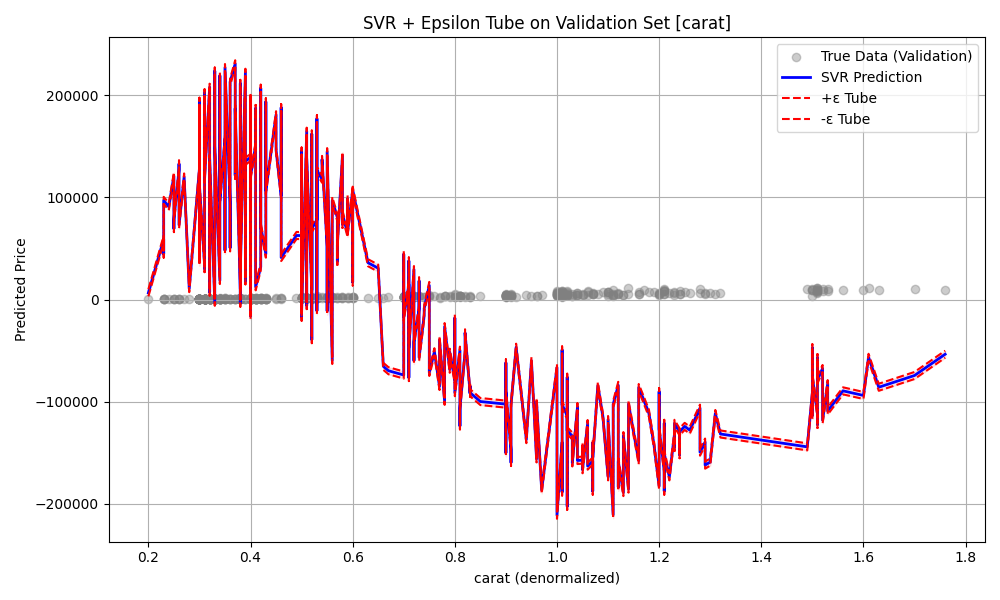 SVR + Epsilon Tube on Validation Set [carat]
True Data (Validation)
SVR Prediction
+ε Tube
-ε Tube
Predicted Price
200000
100000
0
−100000
−200000
0.2 0.4 0.6 0.8 1.0 1.2 1.4 1.6 1.8
carat (denormalized)